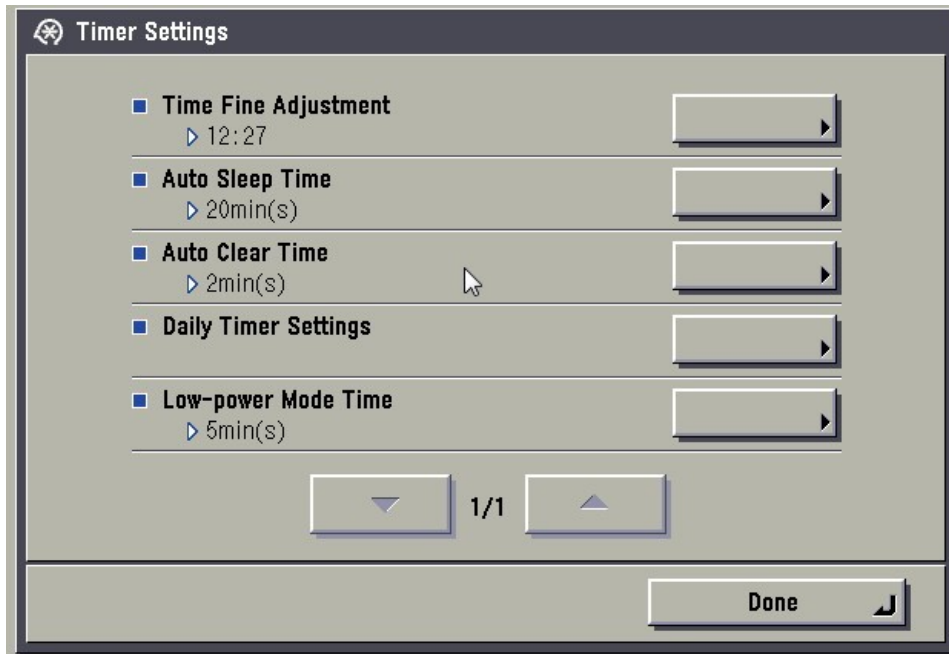 Timer Settings
Time Fine Adjustment
12:27
Auto Sleep Time
20min(s)
Auto Clear Time
2min(s)
Daily Timer Settings
Low-power Mode Time
5min(s)
1/1
Done